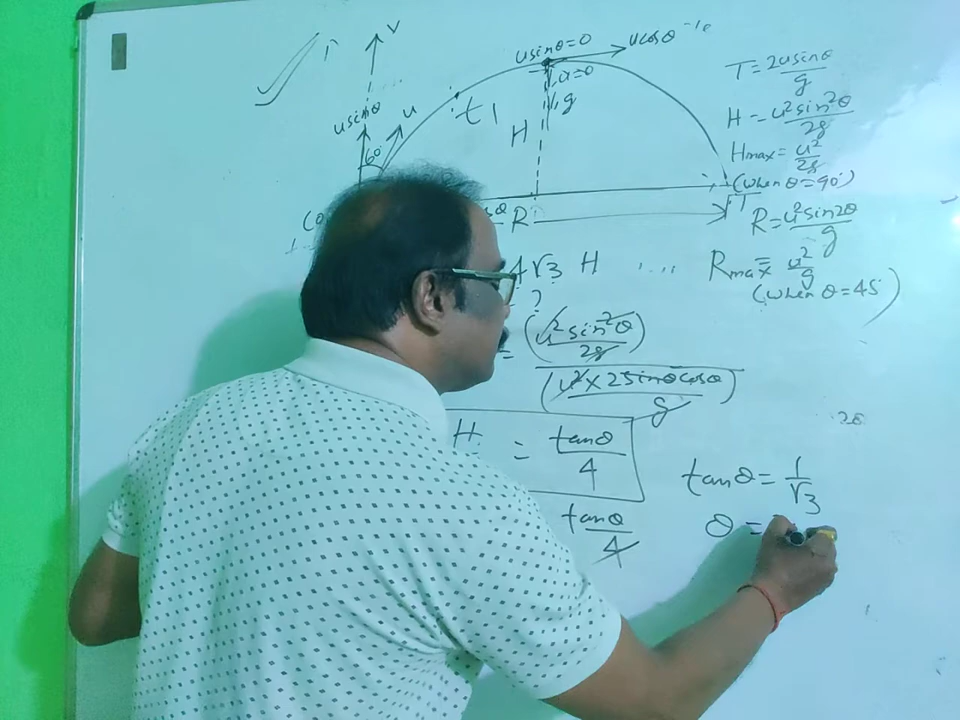 V
usinθ=0 ucosθ
a=0
g
usinθ
u
60°
t1
H
T = 2usinθ/g
H = u²sin²θ/2g
Hmax = u²/2g
(when θ=90°)
R
R = u²sin2θ/g
4√3 H ....
?
Rmax = u²/g
(when θ=45°)
= (u²sin²θ/2g)/(u²×2sinθcosθ/g)
H = tanθ/4
tanθ/4
tanθ = 1/√3
θ =